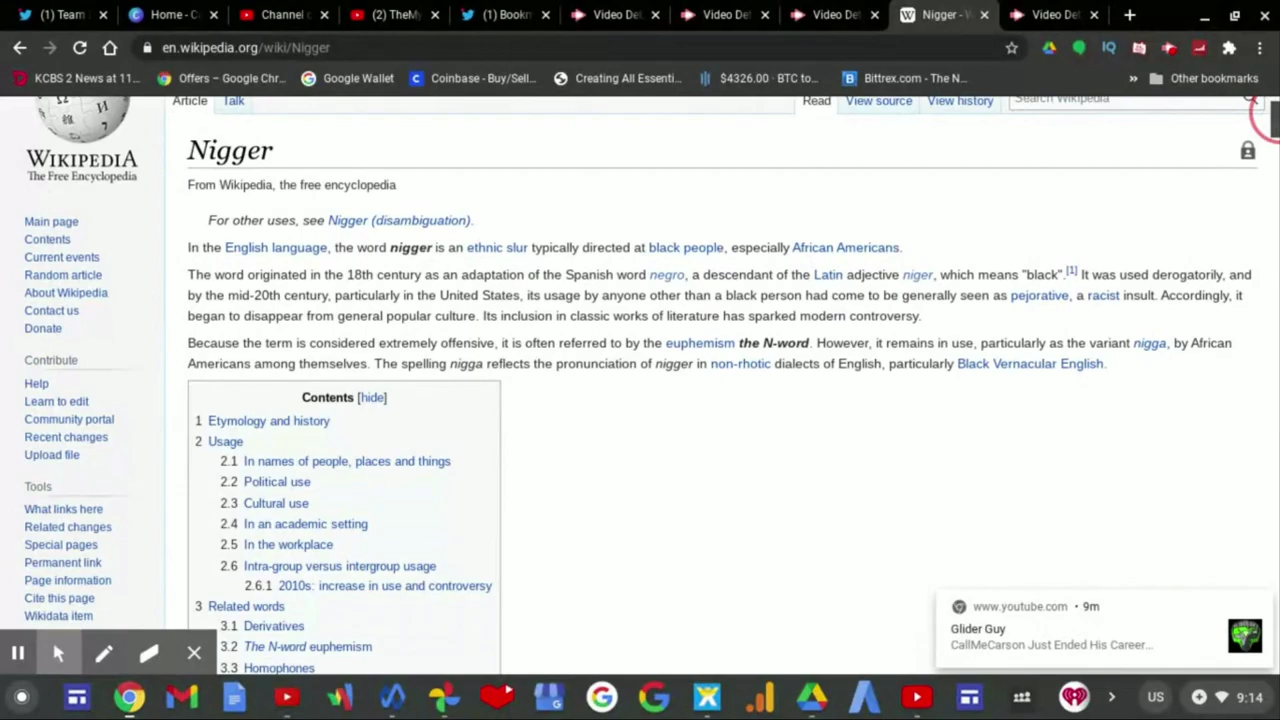 (1) Team
Home - C
Channel c
(2) TheMy
(1) Bookm
Video Det
Video Det
Video Det
Nigger - W
Video Det
en.wikipedia.org/wiki/Nigger
KCBS 2 News at 11...
Offers – Google Chr...
Google Wallet
Coinbase - Buy/Sell...
Creating All Essenti...
$4326.00 · BTC to...
Bittrex.com - The N...
» Other bookmarks
Article Talk
Read View source View history Search Wikipedia
WIKIPEDIA
The Free Encyclopedia
Main page
Contents
Current events
Random article
About Wikipedia
Contact us
Donate
Contribute
Help
Learn to edit
Community portal
Recent changes
Upload file
Tools
What links here
Related changes
Special pages
Permanent link
Page information
Cite this page
Wikidata item
Nigger
From Wikipedia, the free encyclopedia
For other uses, see Nigger (disambiguation).
In the English language, the word nigger is an ethnic slur typically directed at black people, especially African Americans.
The word originated in the 18th century as an adaptation of the Spanish word negro, a descendant of the Latin adjective niger, which means "black".[1] It was used derogatorily, and
by the mid-20th century, particularly in the United States, its usage by anyone other than a black person had come to be generally seen as pejorative, a racist insult. Accordingly, it
began to disappear from general popular culture. Its inclusion in classic works of literature has sparked modern controversy.
Because the term is considered extremely offensive, it is often referred to by the euphemism the N-word. However, it remains in use, particularly as the variant nigga, by African
Americans among themselves. The spelling nigga reflects the pronunciation of nigger in non-rhotic dialects of English, particularly Black Vernacular English.
Contents [hide]
1 Etymology and history
2 Usage
2.1 In names of people, places and things
2.2 Political use
2.3 Cultural use
2.4 In an academic setting
2.5 In the workplace
2.6 Intra-group versus intergroup usage
2.6.1 2010s: increase in use and controversy
3 Related words
3.1 Derivatives
3.2 The N-word euphemism
3.3 Homophones
www.youtube.com • 9m
Glider Guy
CallMeCarson Just Ended His Career...
US
9:14